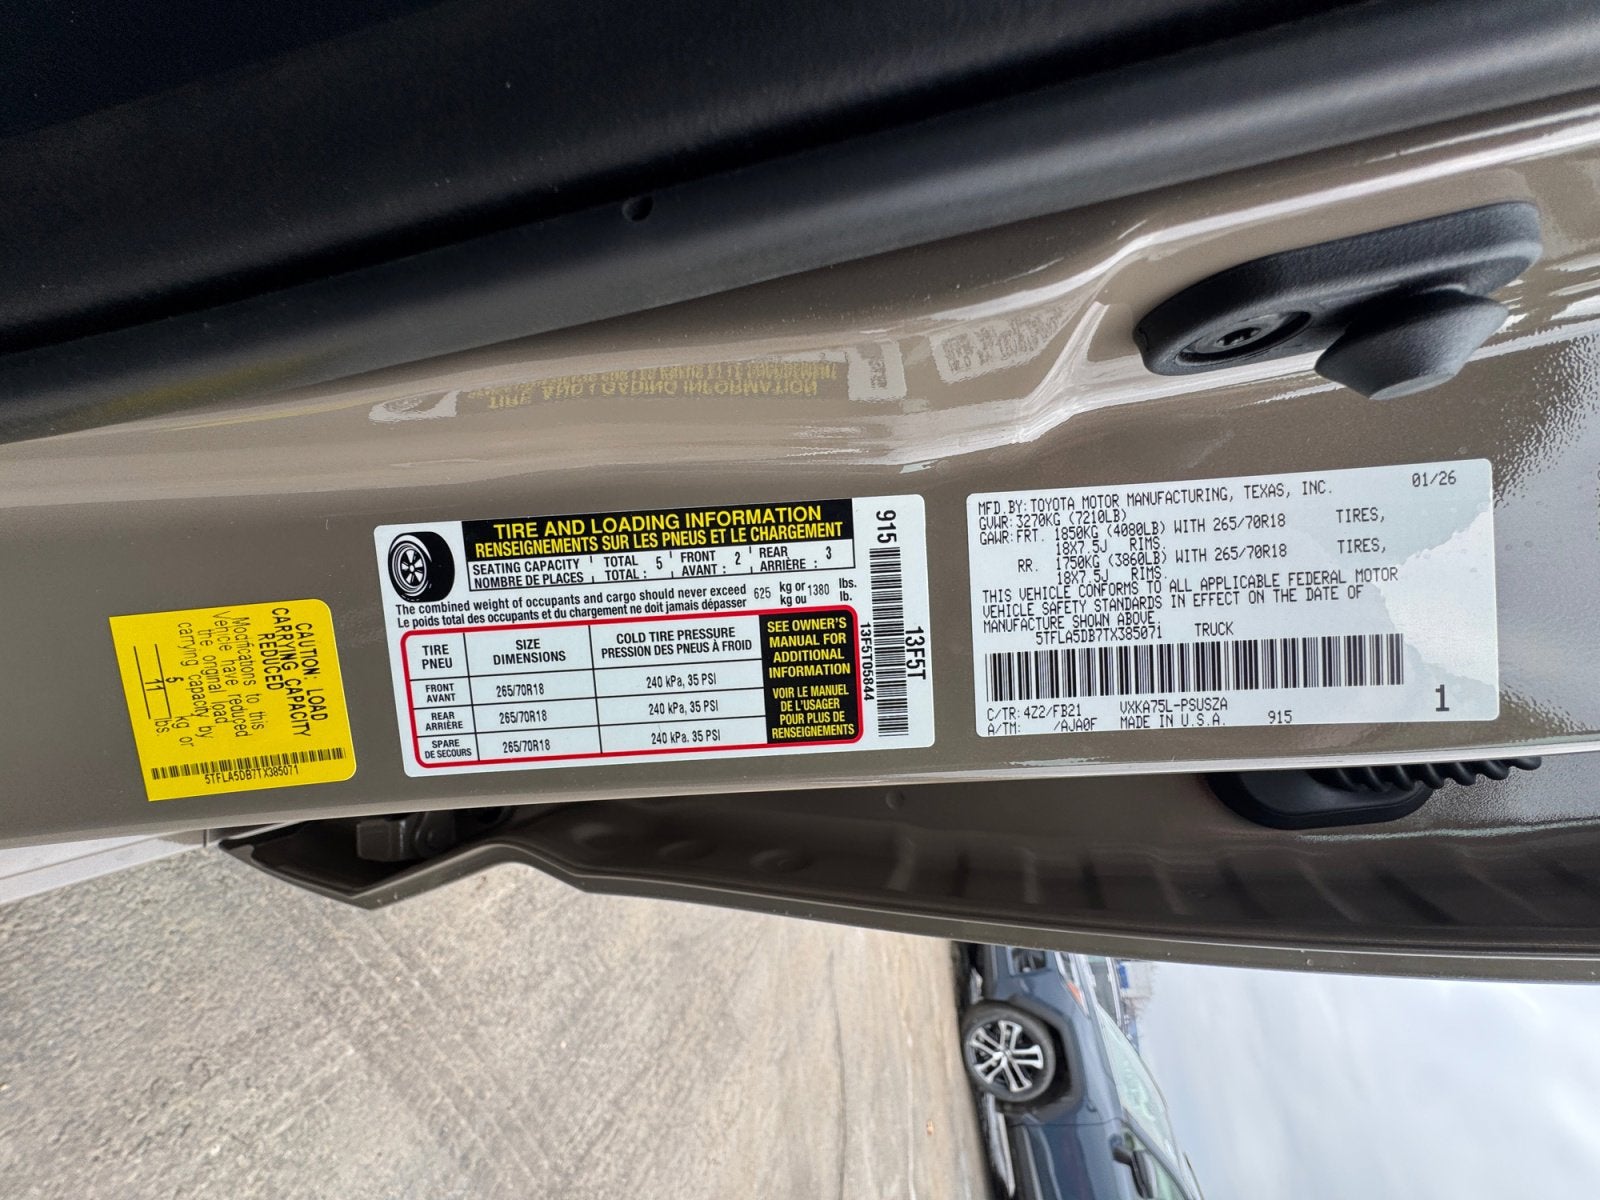 CAUTION: LOAD
CARRYING CAPACITY
REDUCED
Modifications to this
Vehicle have reduced
the original load
carrying capacity by
5 kg or
11 lbs
5TFLA5DB7TX385071
TIRE AND LOADING INFORMATION
RENSEIGNEMENTS SUR LES PNEUS ET LE CHARGEMENT
SEATING CAPACITY TOTAL FRONT REAR
NOMBRE DE PLACES TOTAL : 5 AVANT : 2 ARRIÈRE : 3
The combined weight of occupants and cargo should never exceed 625 kg or 1380 lbs.
Le poids total des occupants et du chargement ne doit jamais dépasser kg ou lb.
TIRE SIZE COLD TIRE PRESSURE
PNEU DIMENSIONS PRESSION DES PNEUS À FROID
FRONT
AVANT 265/70R18 240 kPa, 35 PSI
REAR
ARRIÈRE 265/70R18 240 kPa, 35 PSI
SPARE
DE SECOURS 265/70R18 240 kPa, 35 PSI
SEE OWNER'S
MANUAL FOR
ADDITIONAL
INFORMATION
VOIR LE MANUEL
DE L'USAGER
POUR PLUS DE
RENSEIGNEMENTS
915 13F5T
13F5T05844
MFD.BY:TOYOTA MOTOR MANUFACTURING, TEXAS, INC. 01/26
GVWR:3270KG (7210LB)
GAWR:FRT. 1850KG (4080LB) WITH 265/70R18 TIRES,
18X7.5J RIMS.
RR. 1750KG (3860LB) WITH 265/70R18 TIRES,
18X7.5J RIMS.
THIS VEHICLE CONFORMS TO ALL APPLICABLE FEDERAL MOTOR
VEHICLE SAFETY STANDARDS IN EFFECT ON THE DATE OF
MANUFACTURE SHOWN ABOVE.
5TFLA5DB7TX385071 TRUCK
C/TR:4Z2/FB21 VXKA75L-PSUSZA
A/TM: /AJA0F MADE IN U.S.A. 915 1